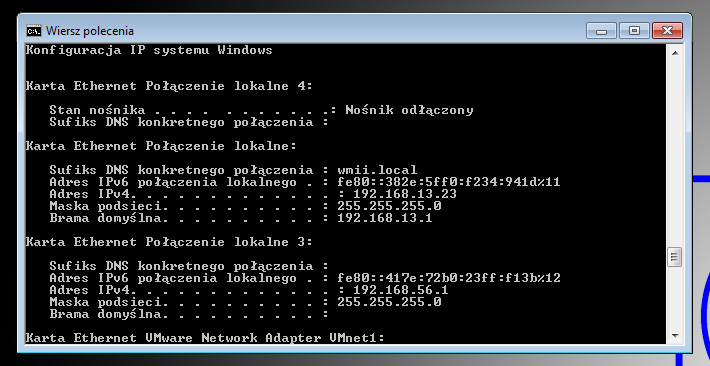 Wiersz polecenia
Konfiguracja IP systemu Windows
Karta Ethernet Połączenie lokalne 4:
Stan nośnika . . . . . . . . . . . .: Nośnik odłączony
Sufiks DNS konkretnego połączenia :
Karta Ethernet Połączenie lokalne:
Sufiks DNS konkretnego połączenia : wmii.local
Adres IPv6 połączenia lokalnego . : fe80::382e:5ff0:f234:941d%11
Adres IPv4. . . . . . . . . . . . . : 192.168.13.23
Maska podsieci. . . . . . . . . . : 255.255.255.0
Brama domyślna. . . . . . . . . . : 192.168.13.1
Karta Ethernet Połączenie lokalne 3:
Sufiks DNS konkretnego połączenia :
Adres IPv6 połączenia lokalnego . : fe80::417e:72b0:23ff:f13b%12
Adres IPv4. . . . . . . . . . . . . : 192.168.56.1
Maska podsieci. . . . . . . . . . : 255.255.255.0
Brama domyślna. . . . . . . . . . :
Karta Ethernet VMware Network Adapter VMnet1: